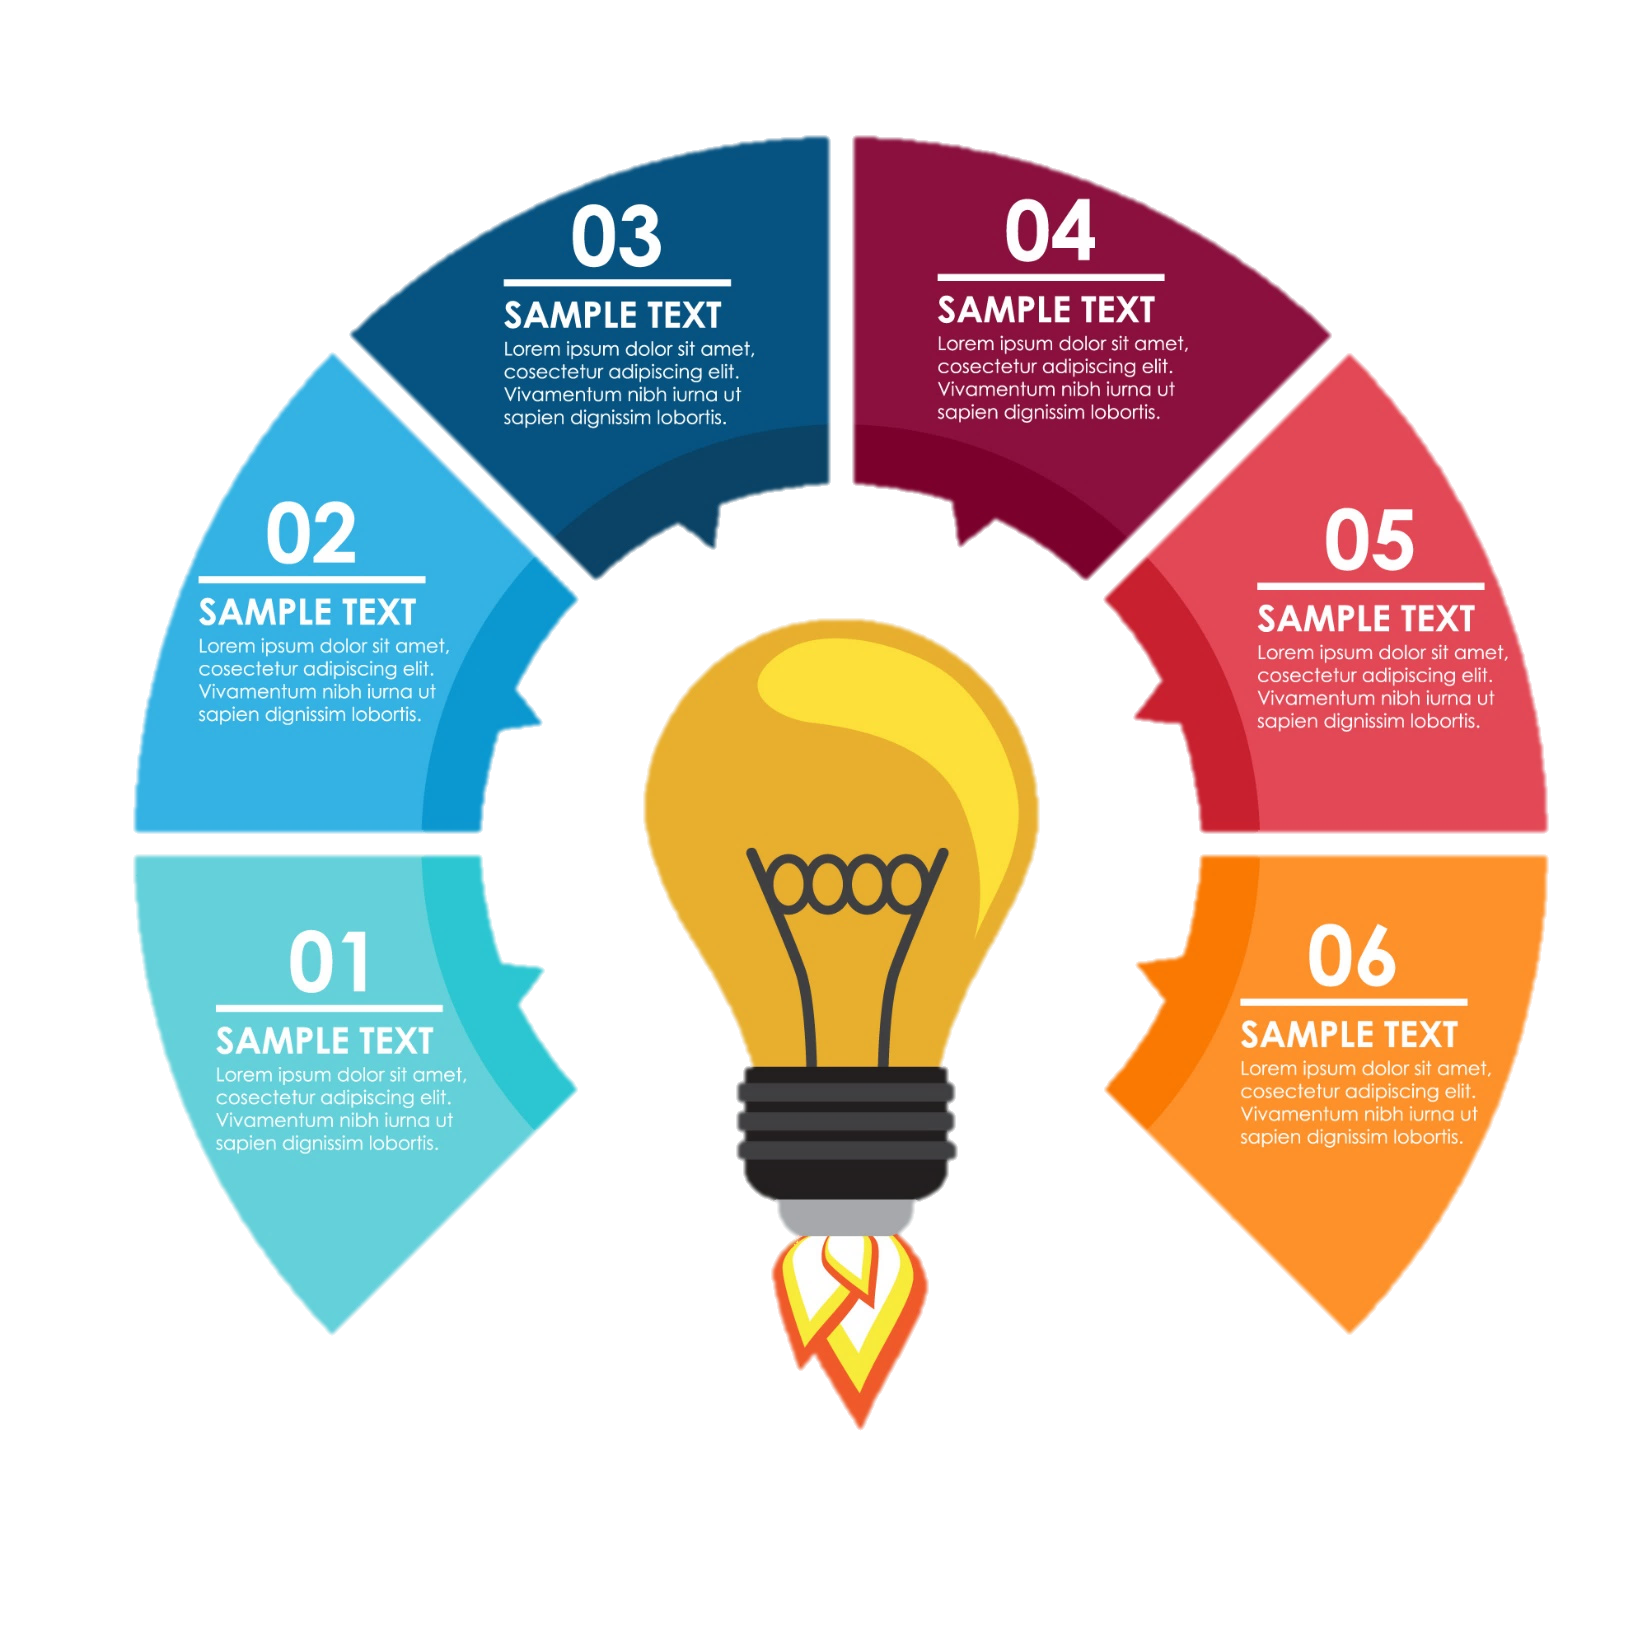 01
SAMPLE TEXT
Lorem ipsum dolor sit amet,
cosectetur adipiscing elit.
Vivamentum nibh iurna ut
sapien dignissim lobortis.
02
SAMPLE TEXT
Lorem ipsum dolor sit amet,
cosectetur adipiscing elit.
Vivamentum nibh iurna ut
sapien dignissim lobortis.
03
SAMPLE TEXT
Lorem ipsum dolor sit amet,
cosectetur adipiscing elit.
Vivamentum nibh iurna ut
sapien dignissim lobortis.
04
SAMPLE TEXT
Lorem ipsum dolor sit amet,
cosectetur adipiscing elit.
Vivamentum nibh iurna ut
sapien dignissim lobortis.
05
SAMPLE TEXT
Lorem ipsum dolor sit amet,
cosectetur adipiscing elit.
Vivamentum nibh iurna ut
sapien dignissim lobortis.
06
SAMPLE TEXT
Lorem ipsum dolor sit amet,
cosectetur adipiscing elit.
Vivamentum nibh iurna ut
sapien dignissim lobortis.